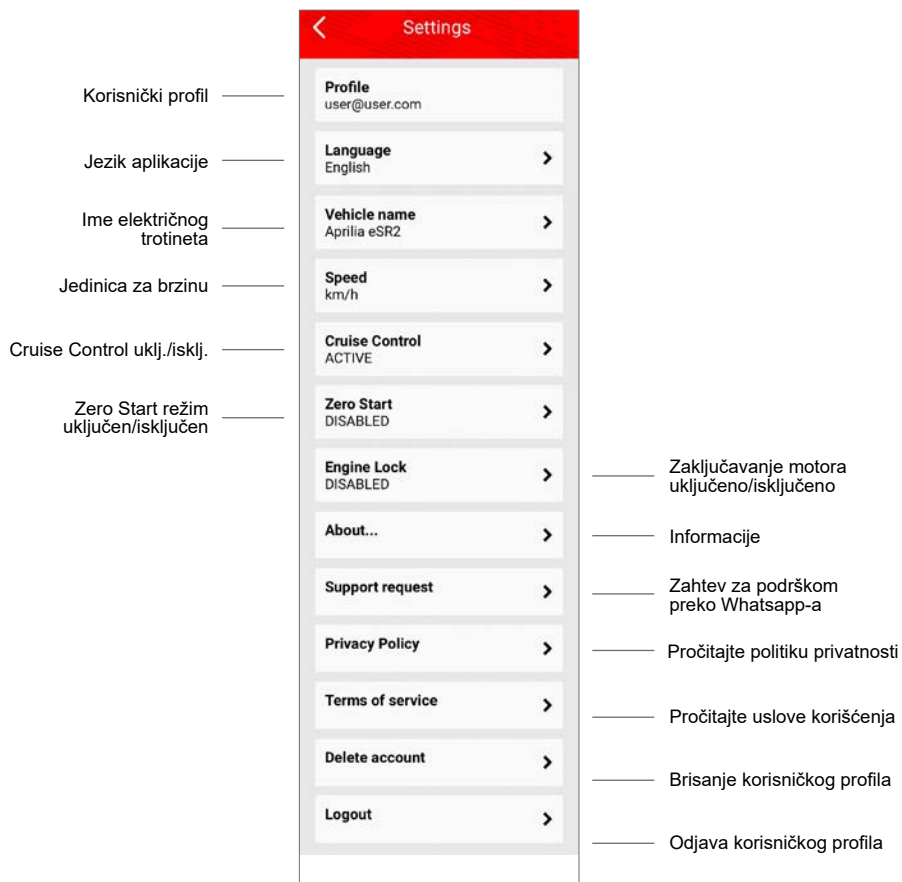 Settings
Korisnički profil
Profile
user@user.com
Jezik aplikacije
Language
English
Ime električnog
trotineta
Vehicle name
Aprilia eSR2
Jedinica za brzinu
Speed
km/h
Cruise Control uklj./isklj.
Cruise Control
ACTIVE
Zero Start režim
uključen/isključen
Zero Start
DISABLED
Engine Lock
DISABLED
Zaključavanje motora
uključeno/isključeno
About...
Informacije
Support request
Zahtev za podrškom
preko Whatsapp-a
Privacy Policy
Pročitajte politiku privatnosti
Terms of service
Pročitajte uslove korišćenja
Delete account
Brisanje korisničkog profila
Logout
Odjava korisničkog profila